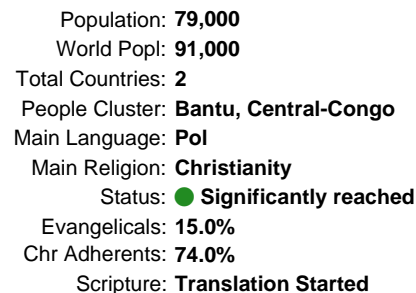 Population: 79,000
World Popl: 91,000
Total Countries: 2
People Cluster: Bantu, Central-Congo
Main Language: Pol
Main Religion: Christianity
Status: Significantly reached
Evangelicals: 15.0%
Chr Adherents: 74.0%
Scripture: Translation Started